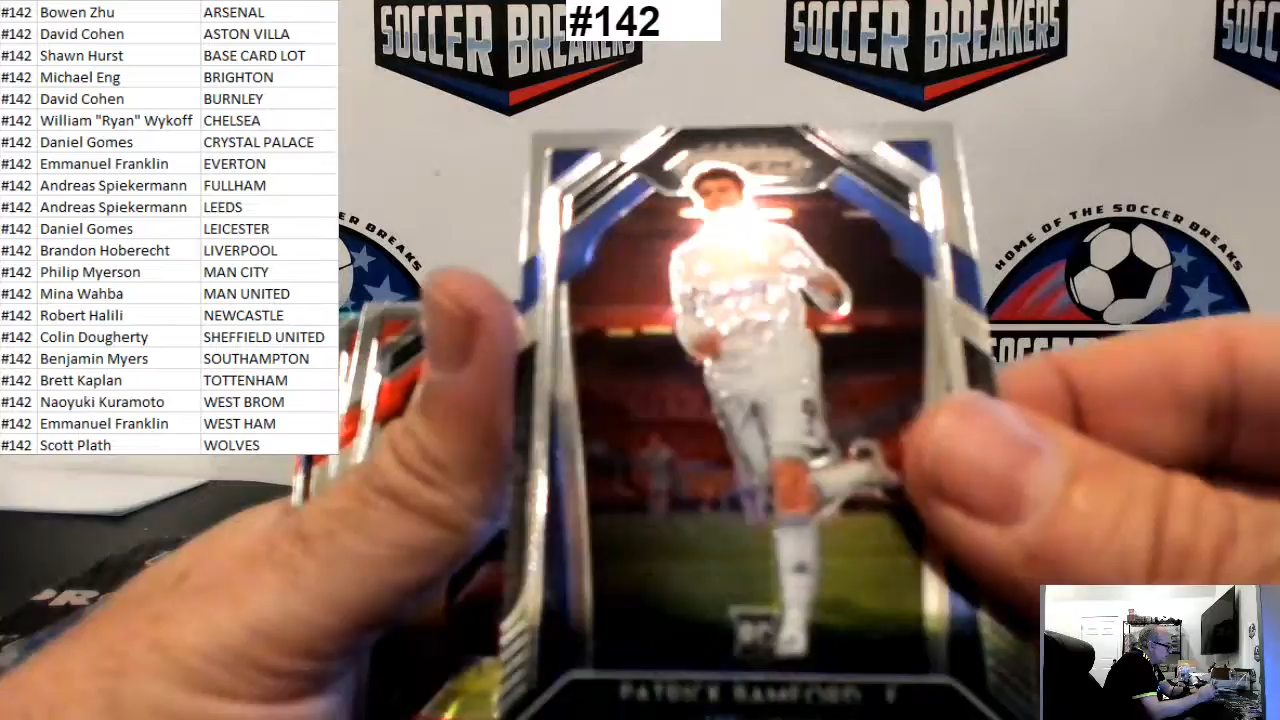 #142 Bowen Zhu ARSENAL
#142 David Cohen ASTON VILLA
#142 Shawn Hurst BASE CARD LOT
#142 Michael Eng BRIGHTON
#142 David Cohen BURNLEY
#142 William "Ryan" Wykoff CHELSEA
#142 Daniel Gomes CRYSTAL PALACE
#142 Emmanuel Franklin EVERTON
#142 Andreas Spiekermann FULLHAM
#142 Andreas Spiekermann LEEDS
#142 Daniel Gomes LEICESTER
#142 Brandon Hoberecht LIVERPOOL
#142 Philip Myerson MAN CITY
#142 Mina Wahba MAN UNITED
#142 Robert Halili NEWCASTLE
#142 Colin Dougherty SHEFFIELD UNITED
#142 Benjamin Myers SOUTHAMPTON
#142 Brett Kaplan TOTTENHAM
#142 Naoyuki Kuramoto WEST BROM
#142 Emmanuel Franklin WEST HAM
#142 Scott Plath WOLVES
#142
SOCCER BREAKERS
SOCCER BREAKERS
SOCC
ER BREAKS
HOME OF THE SOCCER BREAKS
SOCCER
RC
PATRICK BAMFORD